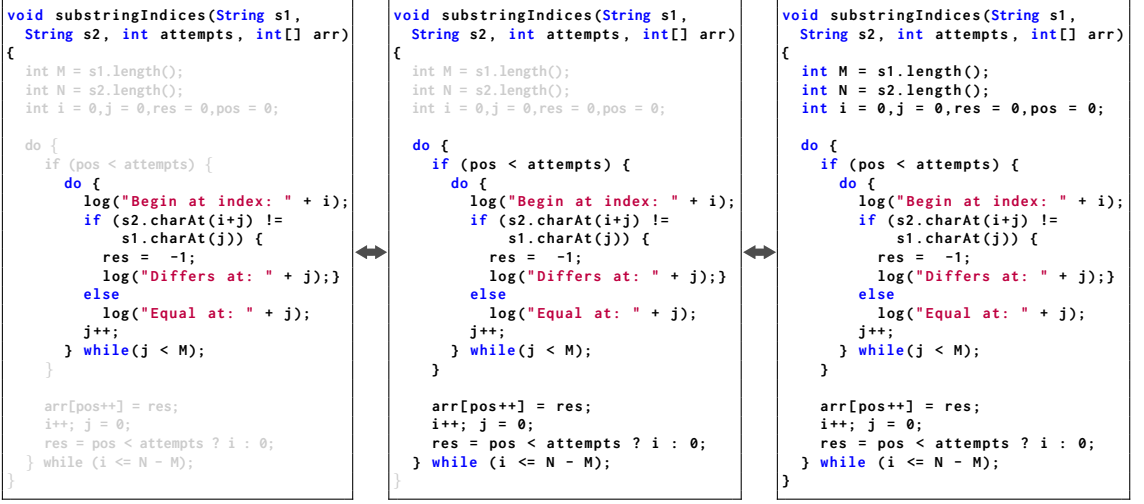 void substringIndices(String s1,
String s2, int attempts, int[] arr)
{
int M = s1.length();
int N = s2.length();
int i = 0,j = 0,res = 0,pos = 0;
do {
if (pos < attempts) {
do {
log("Begin at index: " + i);
if (s2.charAt(i+j) !=
s1.charAt(j)) {
res = -1;
log("Differs at: " + j);}
else
log("Equal at: " + j);
j++;
} while(j < M);
}
arr[pos++] = res;
i++; j = 0;
res = pos < attempts ? i : 0;
} while (i <= N - M);
}
void substringIndices(String s1,
String s2, int attempts, int[] arr)
{
int M = s1.length();
int N = s2.length();
int i = 0,j = 0,res = 0,pos = 0;
do {
if (pos < attempts) {
do {
log("Begin at index: " + i);
if (s2.charAt(i+j) !=
s1.charAt(j)) {
res = -1;
log("Differs at: " + j);}
else
log("Equal at: " + j);
j++;
} while(j < M);
}
arr[pos++] = res;
i++; j = 0;
res = pos < attempts ? i : 0;
} while (i <= N - M);
}
void substringIndices(String s1,
String s2, int attempts, int[] arr)
{
int M = s1.length();
int N = s2.length();
int i = 0,j = 0,res = 0,pos = 0;
do {
if (pos < attempts) {
do {
log("Begin at index: " + i);
if (s2.charAt(i+j) !=
s1.charAt(j)) {
res = -1;
log("Differs at: " + j);}
else
log("Equal at: " + j);
j++;
} while(j < M);
}
arr[pos++] = res;
i++; j = 0;
res = pos < attempts ? i : 0;
} while (i <= N - M);
}